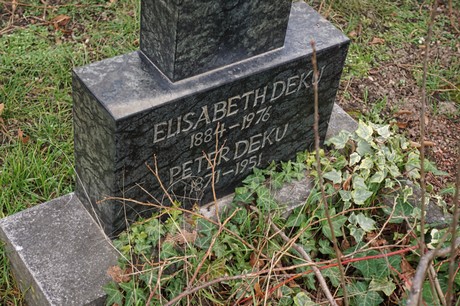 ELISABETH DEKU
1884-1976
PETER DEKU
1871-1951